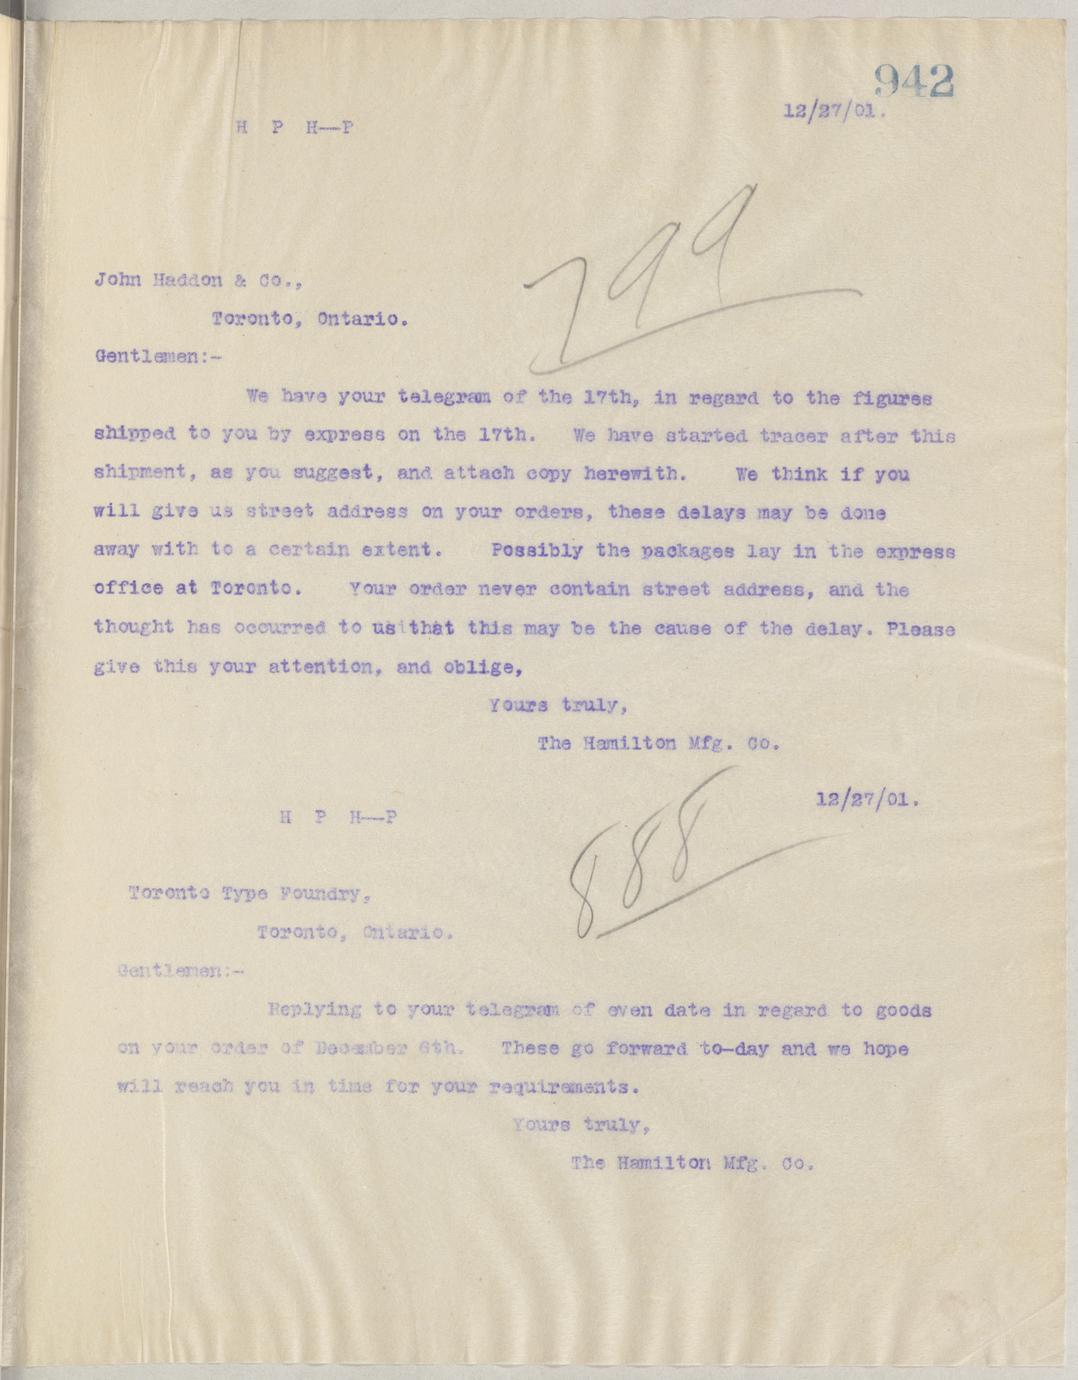 942
12/27/01.
H P H--P
799
John Haddon & Co.,
Toronto, Ontario.
Gentlemen:-
We have your telegram of the 17th, in regard to the figures
shipped to you by express on the 17th. We have started tracer after this
shipment, as you suggest, and attach copy herewith. We think if you
will give us street address on your orders, these delays may be done
away with to a certain extent. Possibly the packages lay in the express
office at Toronto. Your order never contain street address, and the
thought has occurred to us that this may be the cause of the delay. Please
give this your attention, and oblige,
Yours truly,
The Hamilton Mfg. Co.
12/27/01.
H P H--P
888
Toronto Type Foundry,
Toronto, Ontario.
Gentlemen:-
Replying to your telegram of even date in regard to goods
on your order of December 6th. These go forward to-day and we hope
will reach you in time for your requirements.
Yours truly,
The Hamilton Mfg. Co.